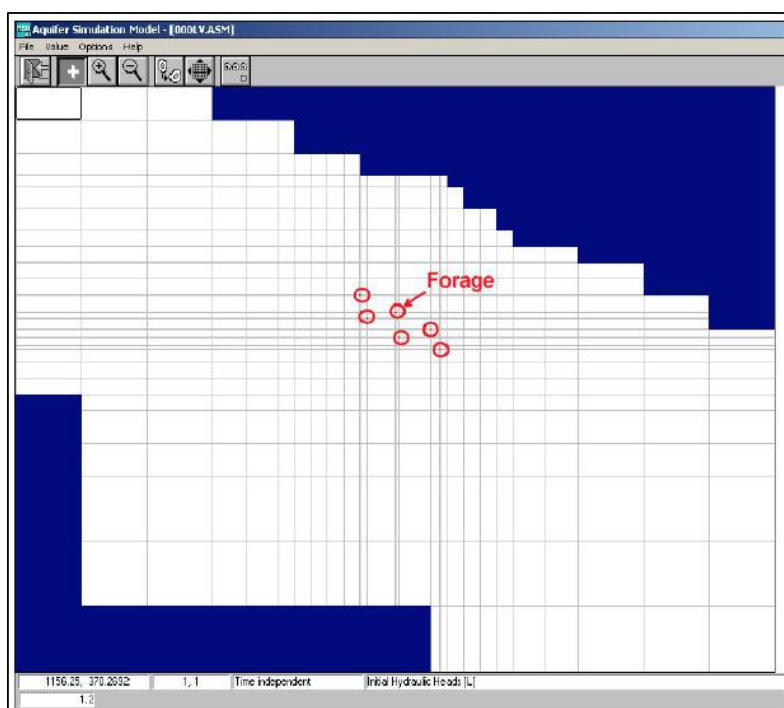 Aquifer Simulation Model - [000LV.ASM]
File Value Options Help
Forage
1156.25, 370.2892 1, 1 Time independent Initial Hydraulic Heads [L]
1.2